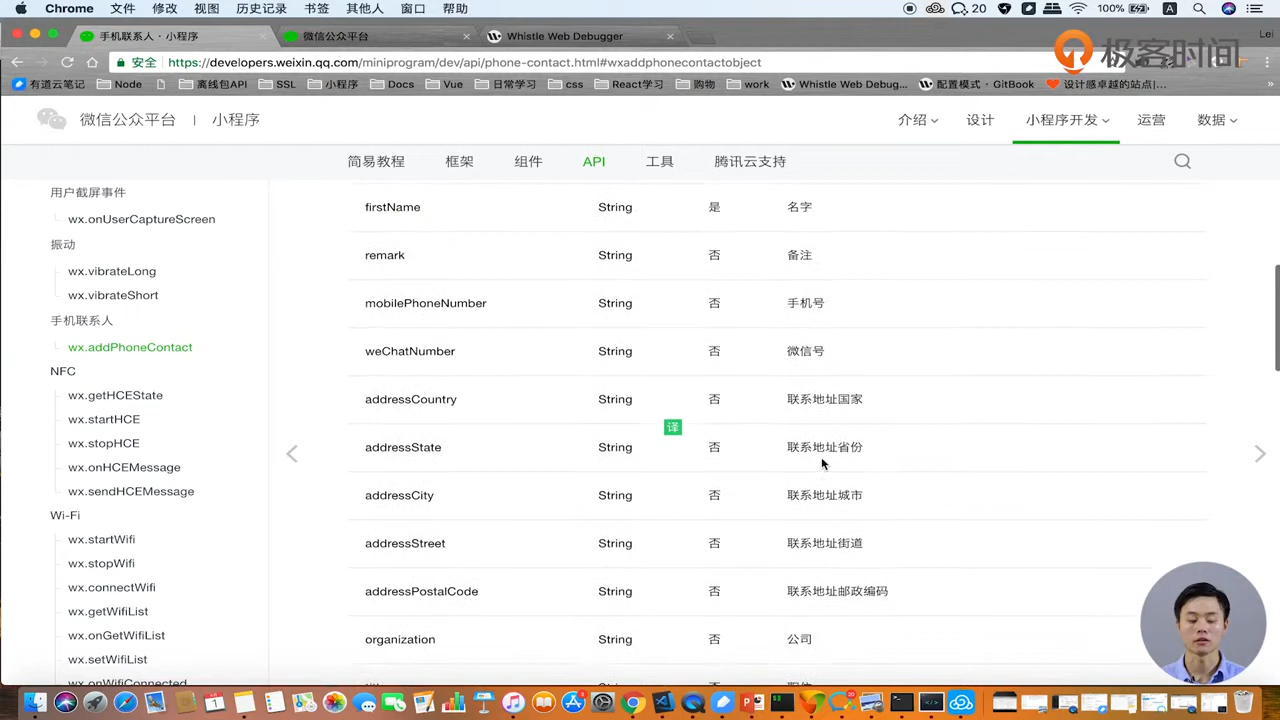 Chrome 文件 修改 视图 历史记录 书签 其他人 窗口 帮助 20 100% A
手机联系人 · 小程序 × 微信公众平台 × Whistle Web Debugger × Lei
安全 https://developers.weixin.qq.com/miniprogram/dev/api/phone-contact.html#wxaddphonecontactobject
极客时间
有道云笔记 Node 离线包API SSL 小程序 Docs Vue 日常学习 css React学习 购物 work Whistle Web Debug... 配置模式 · GitBook 设计感卓越的站点|... »
微信公众平台 | 小程序 介绍 设计 小程序开发 运营 数据
简易教程 框架 组件 API 工具 腾讯云支持
用户截屏事件
wx.onUserCaptureScreen
振动
wx.vibrateLong
wx.vibrateShort
手机联系人
wx.addPhoneContact
NFC
wx.getHCEState
wx.startHCE
wx.stopHCE
wx.onHCEMessage
wx.sendHCEMessage
Wi-Fi
wx.startWifi
wx.stopWifi
wx.connectWifi
wx.getWifiList
wx.onGetWifiList
wx.setWifiList
wx.onWifiConnected
firstName String 是 名字
remark String 否 备注
mobilePhoneNumber String 否 手机号
weChatNumber String 否 微信号
addressCountry String 否 联系地址国家
译
addressState String 否 联系地址省份
addressCity String 否 联系地址城市
addressStreet String 否 联系地址街道
addressPostalCode String 否 联系地址邮政编码
organization String 否 公司